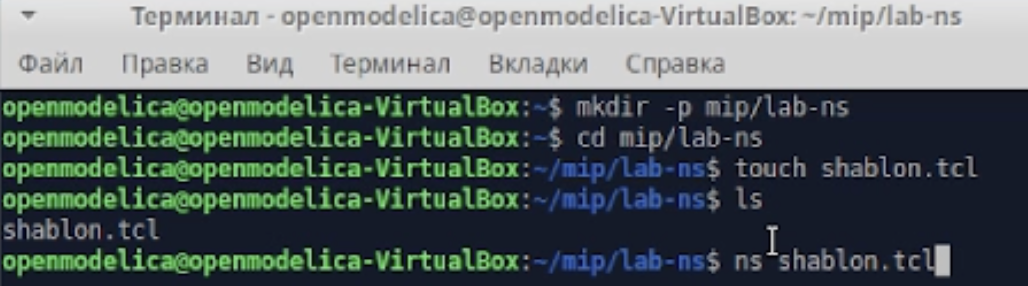 Терминал - openmodelica@openmodelica-VirtualBox: ~/mip/lab-ns
Файл Правка Вид Терминал Вкладки Справка
openmodelica@openmodelica-VirtualBox:~$ mkdir -p mip/lab-ns
openmodelica@openmodelica-VirtualBox:~$ cd mip/lab-ns
openmodelica@openmodelica-VirtualBox:~/mip/lab-ns$ touch shablon.tcl
openmodelica@openmodelica-VirtualBox:~/mip/lab-ns$ ls
shablon.tcl
openmodelica@openmodelica-VirtualBox:~/mip/lab-ns$ ns shablon.tcl